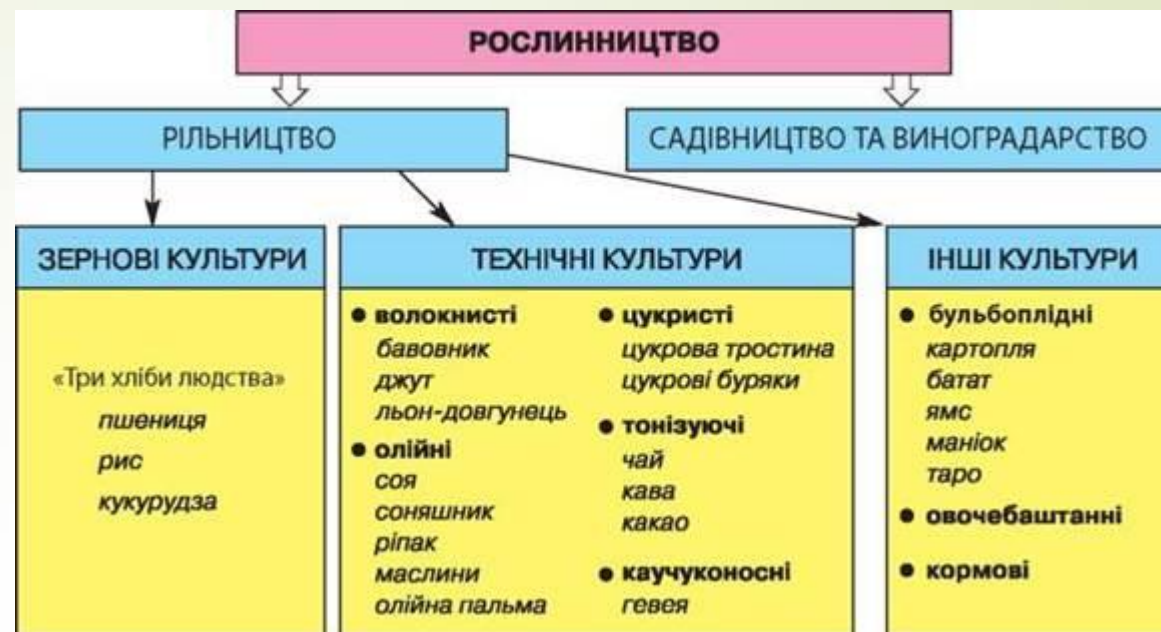 РОСЛИННИЦТВО
РІЛЬНИЦТВО
САДІВНИЦТВО ТА ВИНОГРАДАРСТВО
ЗЕРНОВІ КУЛЬТУРИ
«Три хліби людства»
пшениця
рис
кукурудза
ТЕХНІЧНІ КУЛЬТУРИ
● волокнисті
бавовник
джут
льон-довгунець
● олійні
соя
соняшник
ріпак
маслини
олійна пальма
● цукристі
цукрова тростина
цукрові буряки
● тонізуючі
чай
кава
какао
● каучуконосні
гевея
ІНШІ КУЛЬТУРИ
● бульбоплідні
картопля
батат
ямс
маніок
таро
● овочебаштанні
● кормові